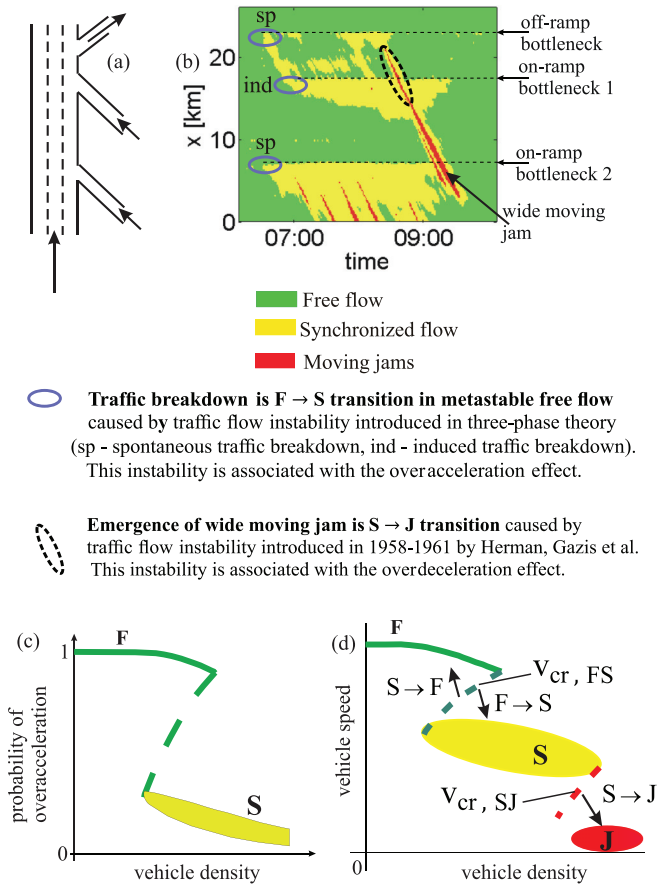 (a)
(b)
sp
ind
sp
x [km]
20
10
0
07:00
09:00
time
off-ramp
bottleneck
on-ramp
bottleneck 1
on-ramp
bottleneck 2
wide moving
jam
Free flow
Synchronized flow
Moving jams
Traffic breakdown is F → S transition in metastable free flow
caused by traffic flow instability introduced in three-phase theory
(sp - spontaneous traffic breakdown, ind - induced traffic breakdown).
This instability is associated with the overacceleration effect.
Emergence of wide moving jam is S → J transition caused by
traffic flow instability introduced in 1958-1961 by Herman, Gazis et al.
This instability is associated with the overdeceleration effect.
(c)
F
1
probability of
overacceleration
S
0
vehicle density
(d)
F
vehicle speed
S → F
v cr, FS
F → S
S
v cr, SJ
S → J
J
0
vehicle density